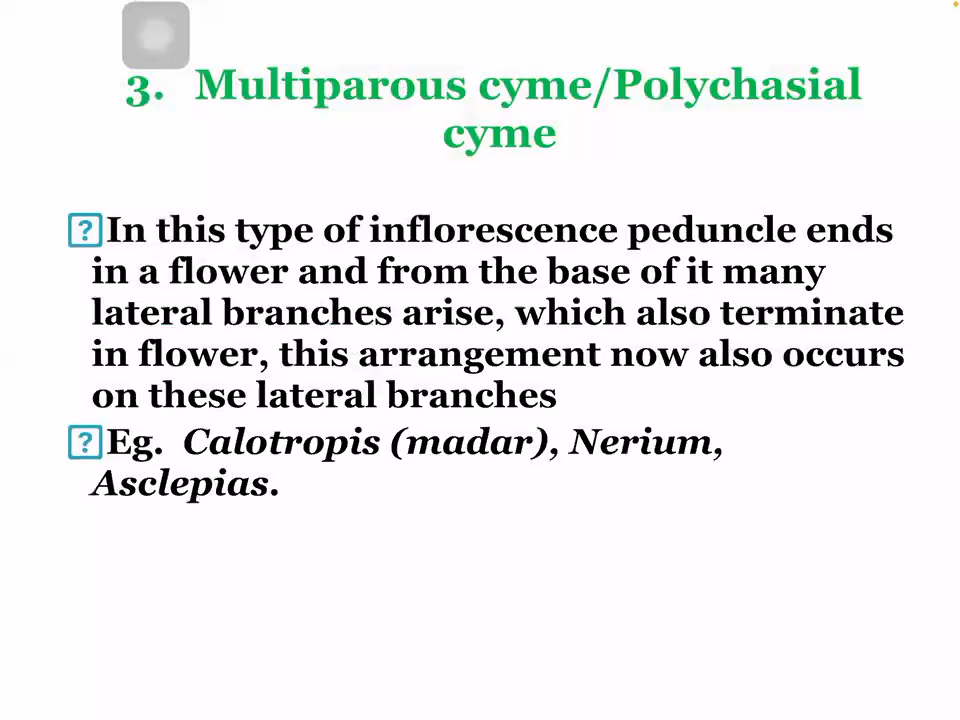 3. Multiparous cyme/Polychasial
cyme
In this type of inflorescence peduncle ends
in a flower and from the base of it many
lateral branches arise, which also terminate
in flower, this arrangement now also occurs
on these lateral branches
Eg. Calotropis (madar), Nerium,
Asclepias.